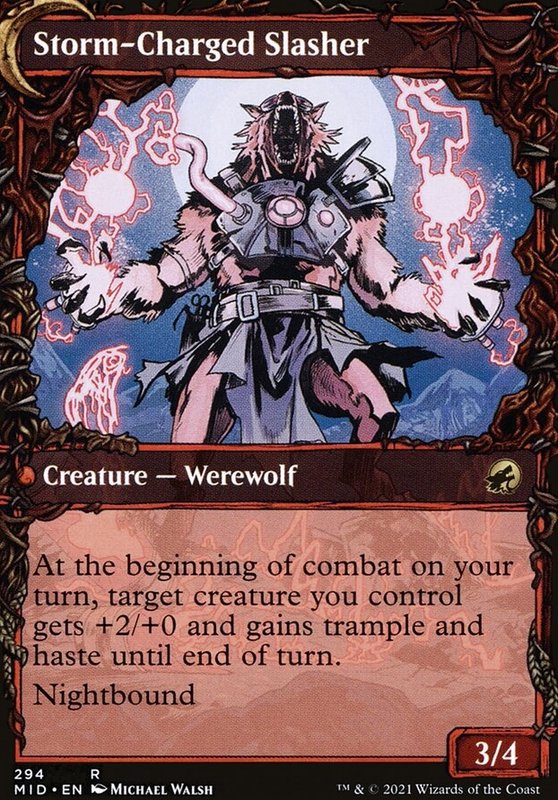 Storm-Charged Slasher
Creature — Werewolf
At the beginning of combat on your
turn, target creature you control
gets +2/+0 and gains trample and
haste until end of turn.
Nightbound
3/4
294 R
MID • EN Michael Walsh
™ & © 2021 Wizards of the Coast